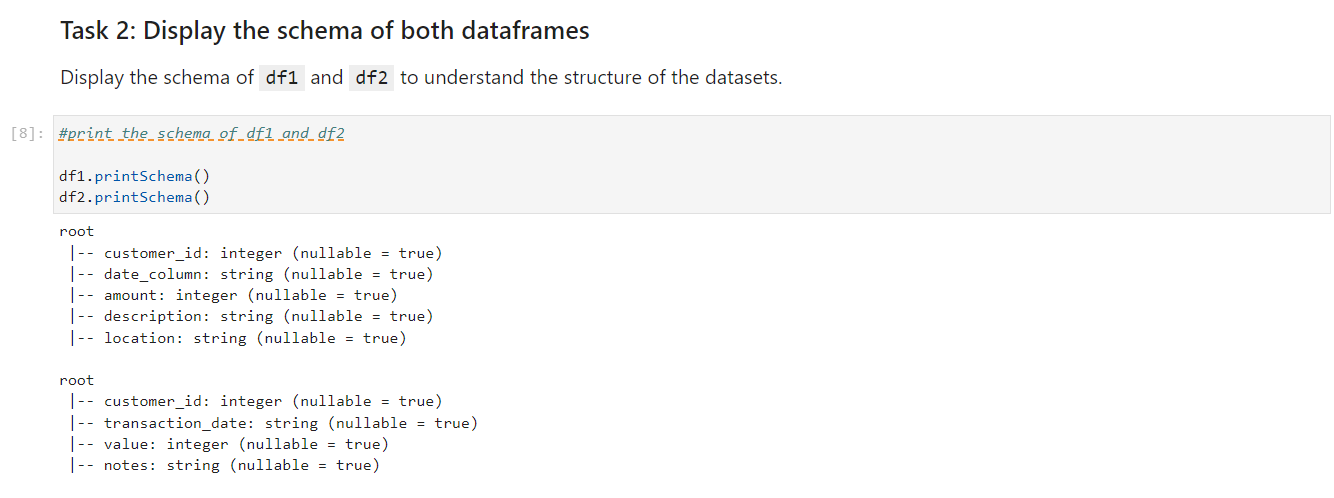 Task 2: Display the schema of both dataframes
Display the schema of df1 and df2 to understand the structure of the datasets.
[8]: #print the schema of df1 and df2
df1.printSchema()
df2.printSchema()
root
|-- customer_id: integer (nullable = true)
|-- date_column: string (nullable = true)
|-- amount: integer (nullable = true)
|-- description: string (nullable = true)
|-- location: string (nullable = true)
root
|-- customer_id: integer (nullable = true)
|-- transaction_date: string (nullable = true)
|-- value: integer (nullable = true)
|-- notes: string (nullable = true)